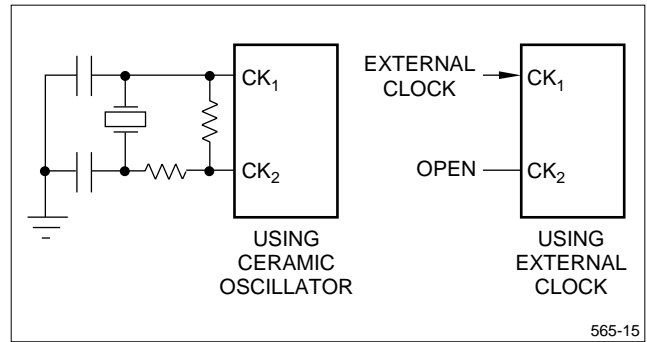 CK1
CK2
USING
CERAMIC
OSCILLATOR
EXTERNAL
CLOCK
CK1
OPEN
CK2
USING
EXTERNAL
CLOCK
565-15